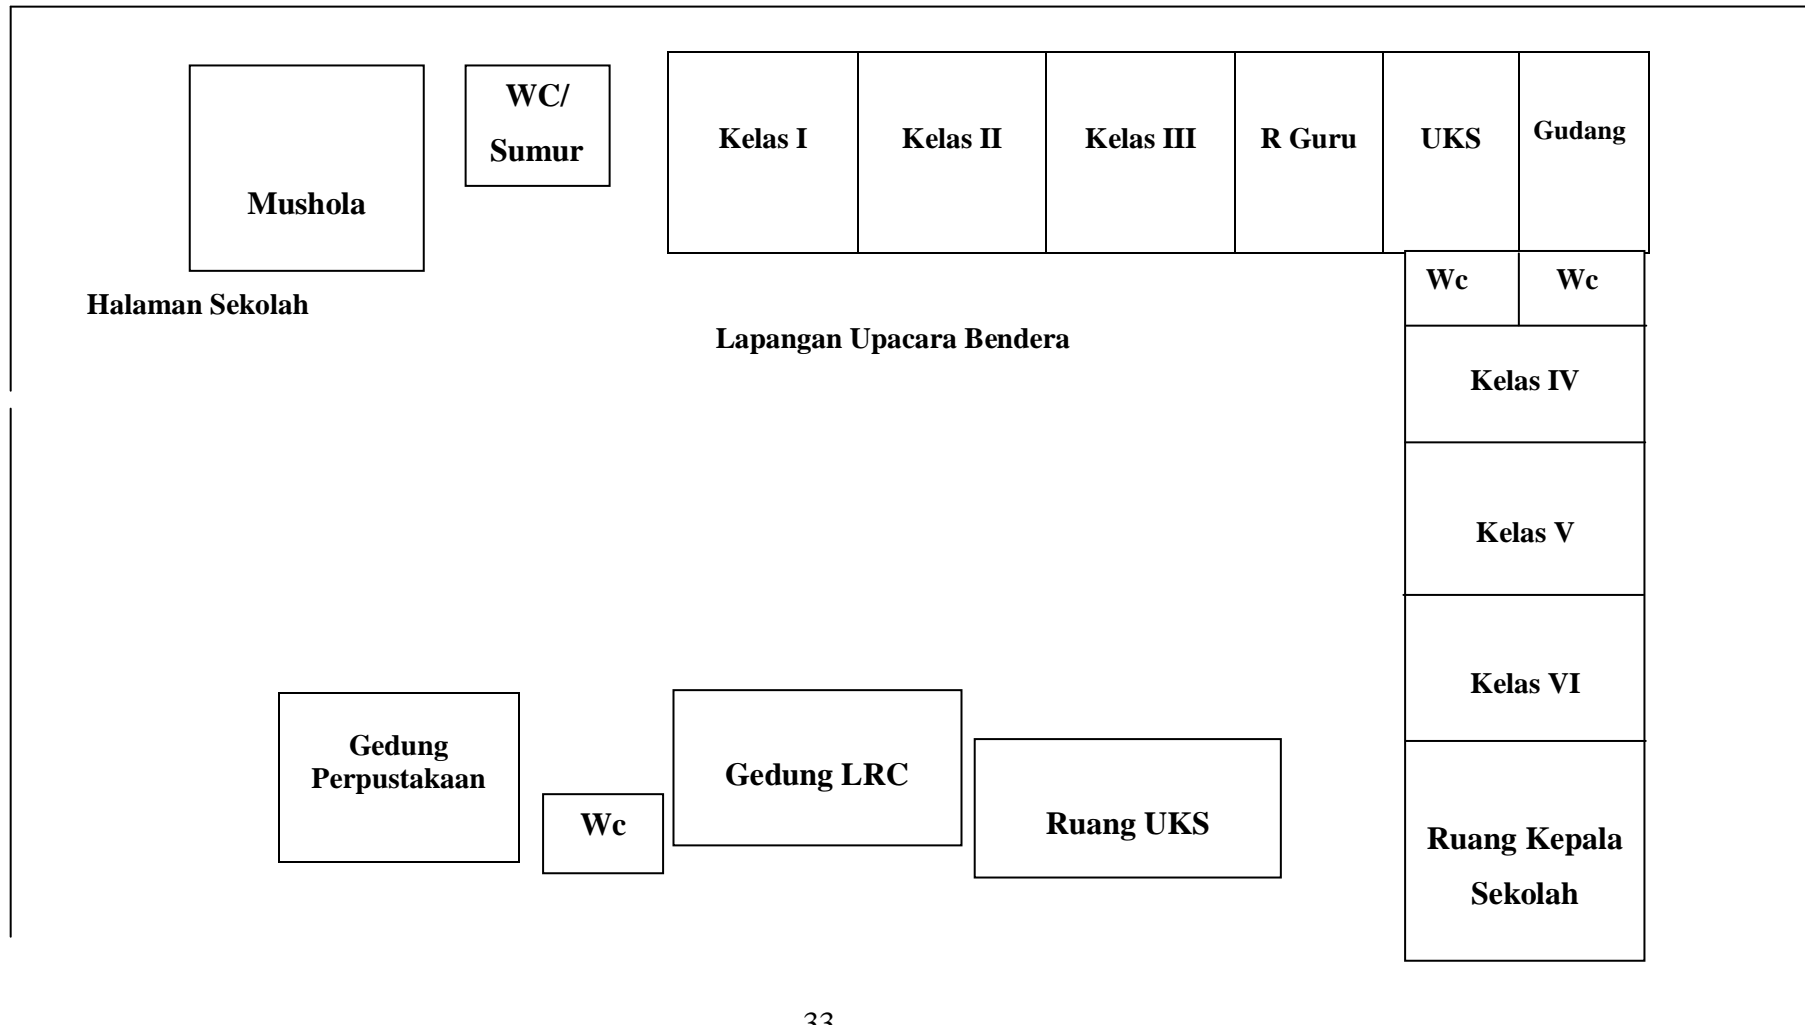 WC/
Sumur
Mushola
Kelas I
Kelas II
Kelas III
R Guru
UKS
Gudang
Wc
Wc
Halaman Sekolah
Lapangan Upacara Bendera
Kelas IV
Kelas V
Kelas VI
Gedung
Perpustakaan
Wc
Gedung LRC
Ruang UKS
Ruang Kepala
Sekolah
33